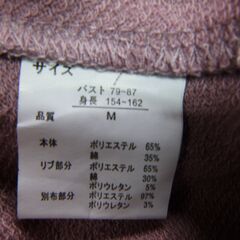 サイズ
バスト 79-87
身長 154-162
品質 M
本体 ポリエステル 65%
綿 35%
リブ部分 ポリエステル 65%
綿 30%
ポリウレタン 5%
別布部分 ポリエステル 97%
ポリウレタン 3%